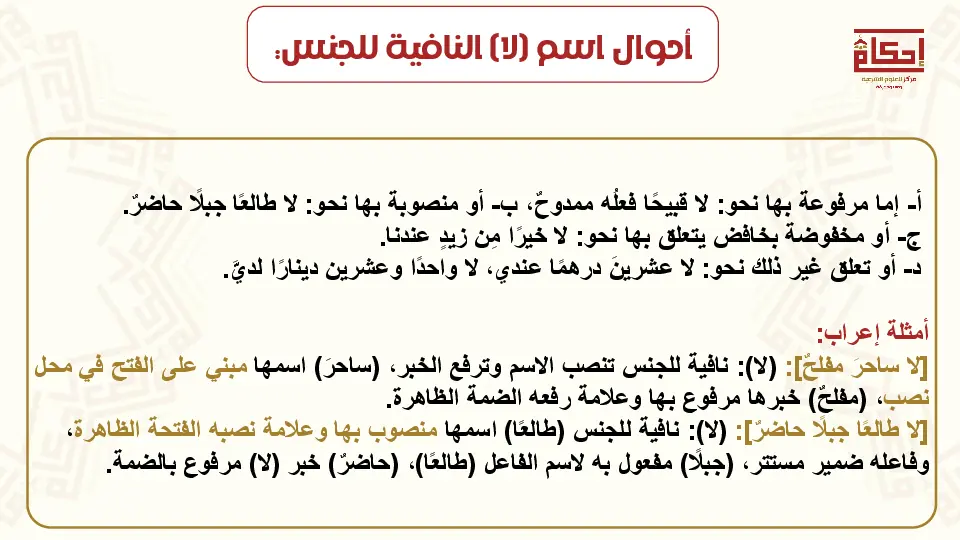 أحوال اسم (لا) النافية للجنس:
إحكام
مركز للعلوم الشرعية
أ- إما مرفوعة بها نحو: لا قبيحًا فعلُه ممدوحٌ، ب- أو منصوبة بها نحو: لا طالعًا جبلًا حاضرٌ.
ج- أو مخفوضة بخافض يتعلق بها نحو: لا خيرًا مِن زيدٍ عندنا.
د- أو تعلق غير ذلك نحو: لا عشرينَ درهمًا عندي، لا واحدًا وعشرين دينارًا لديَّ.
أمثلة إعراب:
[لا ساحرَ مفلحٌ]: (لا): نافية للجنس تنصب الاسم وترفع الخبر، (ساحرَ) اسمها مبني على الفتح في محل
نصب، (مفلحٌ) خبرها مرفوع بها وعلامة رفعه الضمة الظاهرة.
[لا طالعًا جبلًا حاضرٌ]: (لا): نافية للجنس (طالعًا) اسمها منصوب بها وعلامة نصبه الفتحة الظاهرة،
وفاعله ضمير مستتر، (جبلًا) مفعول به لاسم الفاعل (طالعًا)، (حاضرٌ) خبر (لا) مرفوع بالضمة.